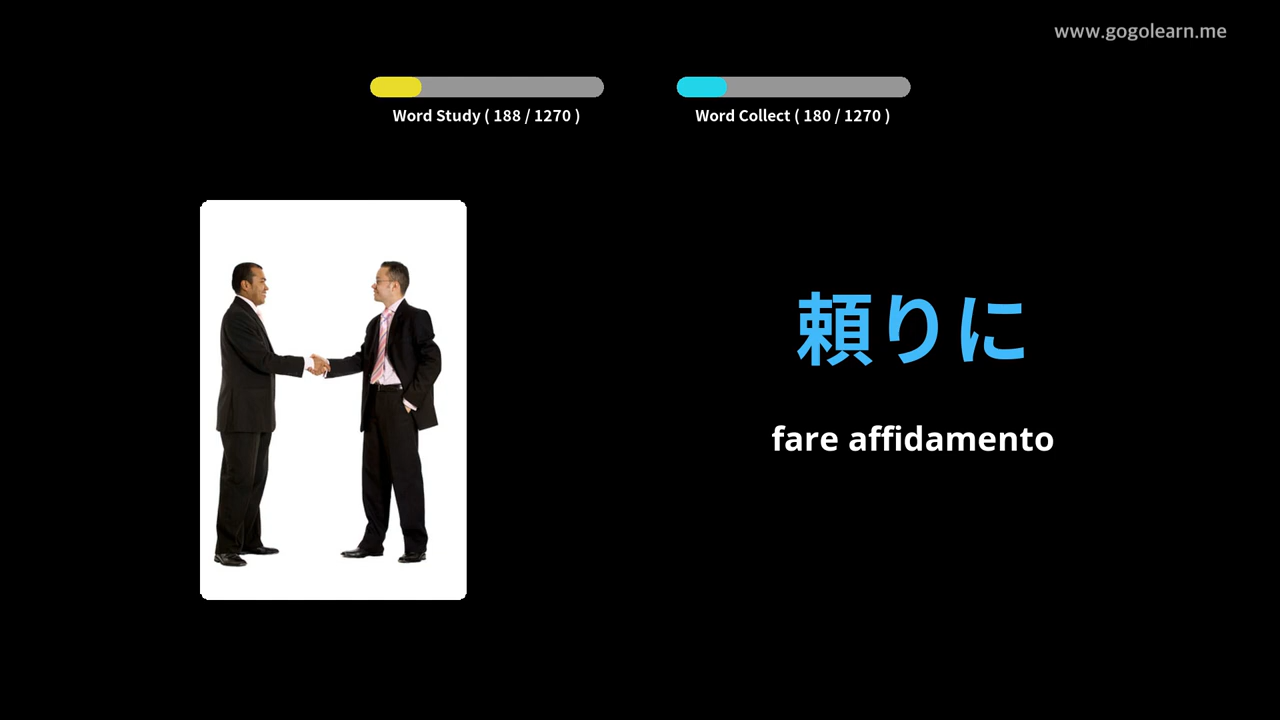 www.gogolearn.me
Word Study ( 188 / 1270 )
Word Collect ( 180 / 1270 )
頼りに
fare affidamento